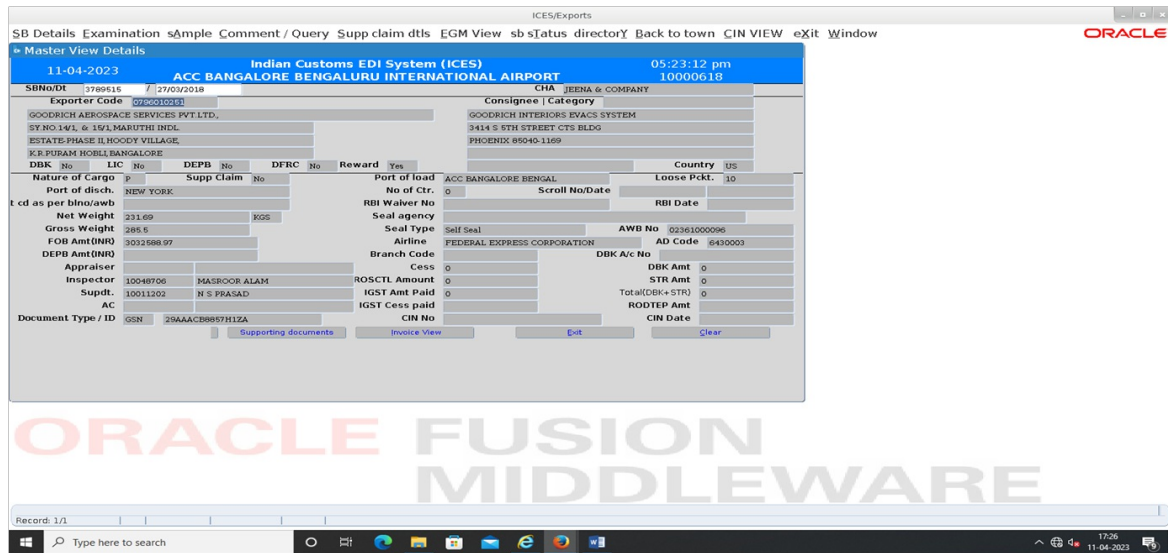 ICES/Exports
SB Details Examination sAmple Comment / Query Supp claim dtls EGM View sb sTatus directorY Back to town CIN VIEW eXit Window ORACLE
Master View Details
11-04-2023 Indian Customs EDI System (ICES) 05:23:12 pm
ACC BANGALORE BENGALURU INTERNATIONAL AIRPORT 10000618
SBNo/Dt 3789515 / 27/03/2018 CHA JEENA & COMPANY
Exporter Code 0796010251 Consignee | Category
GOODRICH AEROSPACE SERVICES PVT.LTD., GOODRICH INTERIORS EVACS SYSTEM
SY.NO.14/1, & 15/1,MARUTHI INDL 3414 S 5TH STREET CTS BLDG
ESTATE-PHASE II,HOODY VILLAGE, PHOENIX 85040-1169
K.R.PURAM HOBLI,BANGALORE
DBK No LIC No DEPB No DFRC No Reward Yes Country US
Nature of Cargo P Supp Claim No Port of load ACC BANGALORE BENGAL Loose Pckt. 10
Port of disch. NEW YORK No of Ctr. 0 Scroll No/Date
t cd as per blno/awb RBI Waiver No RBI Date
Net Weight 231.69 KGS Seal agency
Gross Weight 285.5 Seal Type Self Seal AWB No 02361000096
FOB Amt(INR) 3032588.97 Airline FEDERAL EXPRESS CORPORATION AD Code 6430003
DEPB Amt(INR) Branch Code DBK A/c No
Appraiser Cess 0 DBK Amt 0
Inspector 10048706 MASROOR ALAM ROSCTL Amount 0 STR Amt 0
Supdt. 10011202 N S PRASAD IGST Amt Paid 0 Total(DBK+STR) 0
AC IGST Cess paid RODTEP Amt
Document Type / ID GSN 29AAACB8857H1ZA CIN No CIN Date
Supporting documents Invoice View Exit Clear
ORACLE FUSION
MIDDLEWARE
Record: 1/1
Type here to search 17:26
11-04-2023